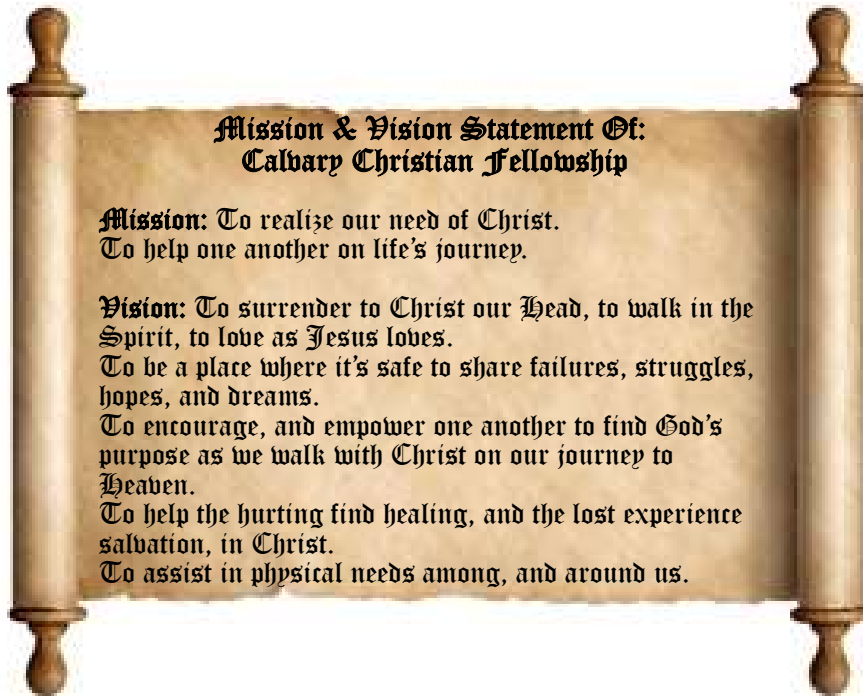 Mission & Vision Statement Of:
Calvary Christian Fellowship
Mission: To realize our need of Christ.
To help one another on life's journey.
Vision: To surrender to Christ our Head, to walk in the
Spirit, to love as Jesus loves.
To be a place where it's safe to share failures, struggles,
hopes, and dreams.
To encourage, and empower one another to find God's
purpose as we walk with Christ on our journey to
Heaven.
To help the hurting find healing, and the lost experience
salvation, in Christ.
To assist in physical needs among, and around us.